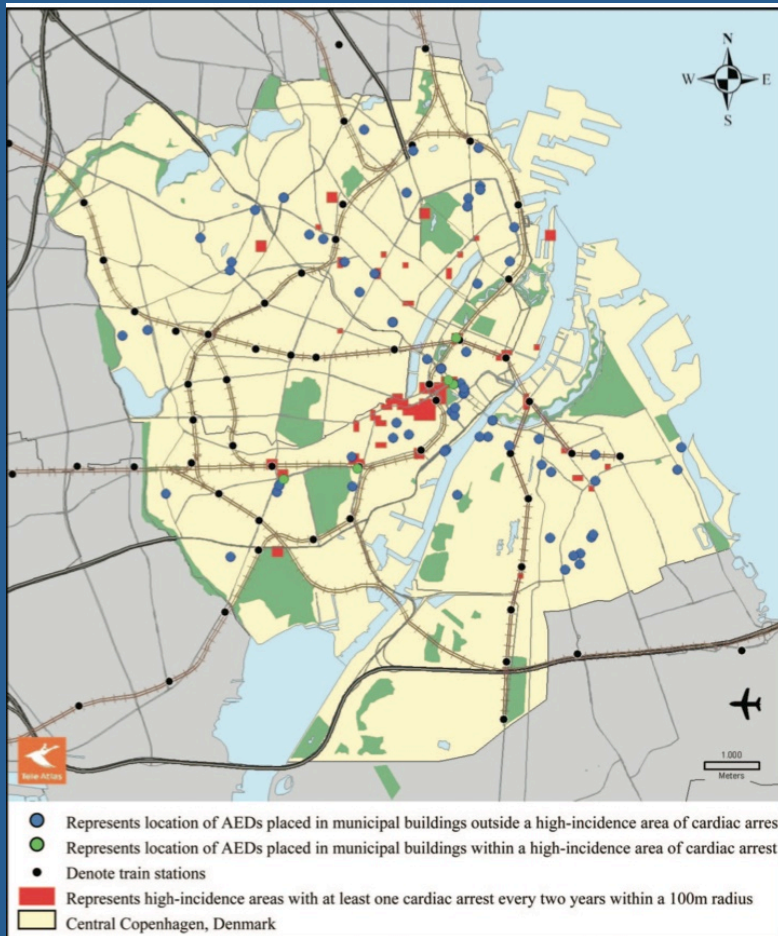 N
W E
S
1.000
Meters
Tele-Atlas
Represents location of AEDs placed in municipal buildings outside a high-incidence area of cardiac arres
Represents location of AEDs placed in municipal buildings within a high-incidence area of cardiac arrest
Denote train stations
Represents high-incidence areas with at least one cardiac arrest every two years within a 100m radius
Central Copenhagen, Denmark